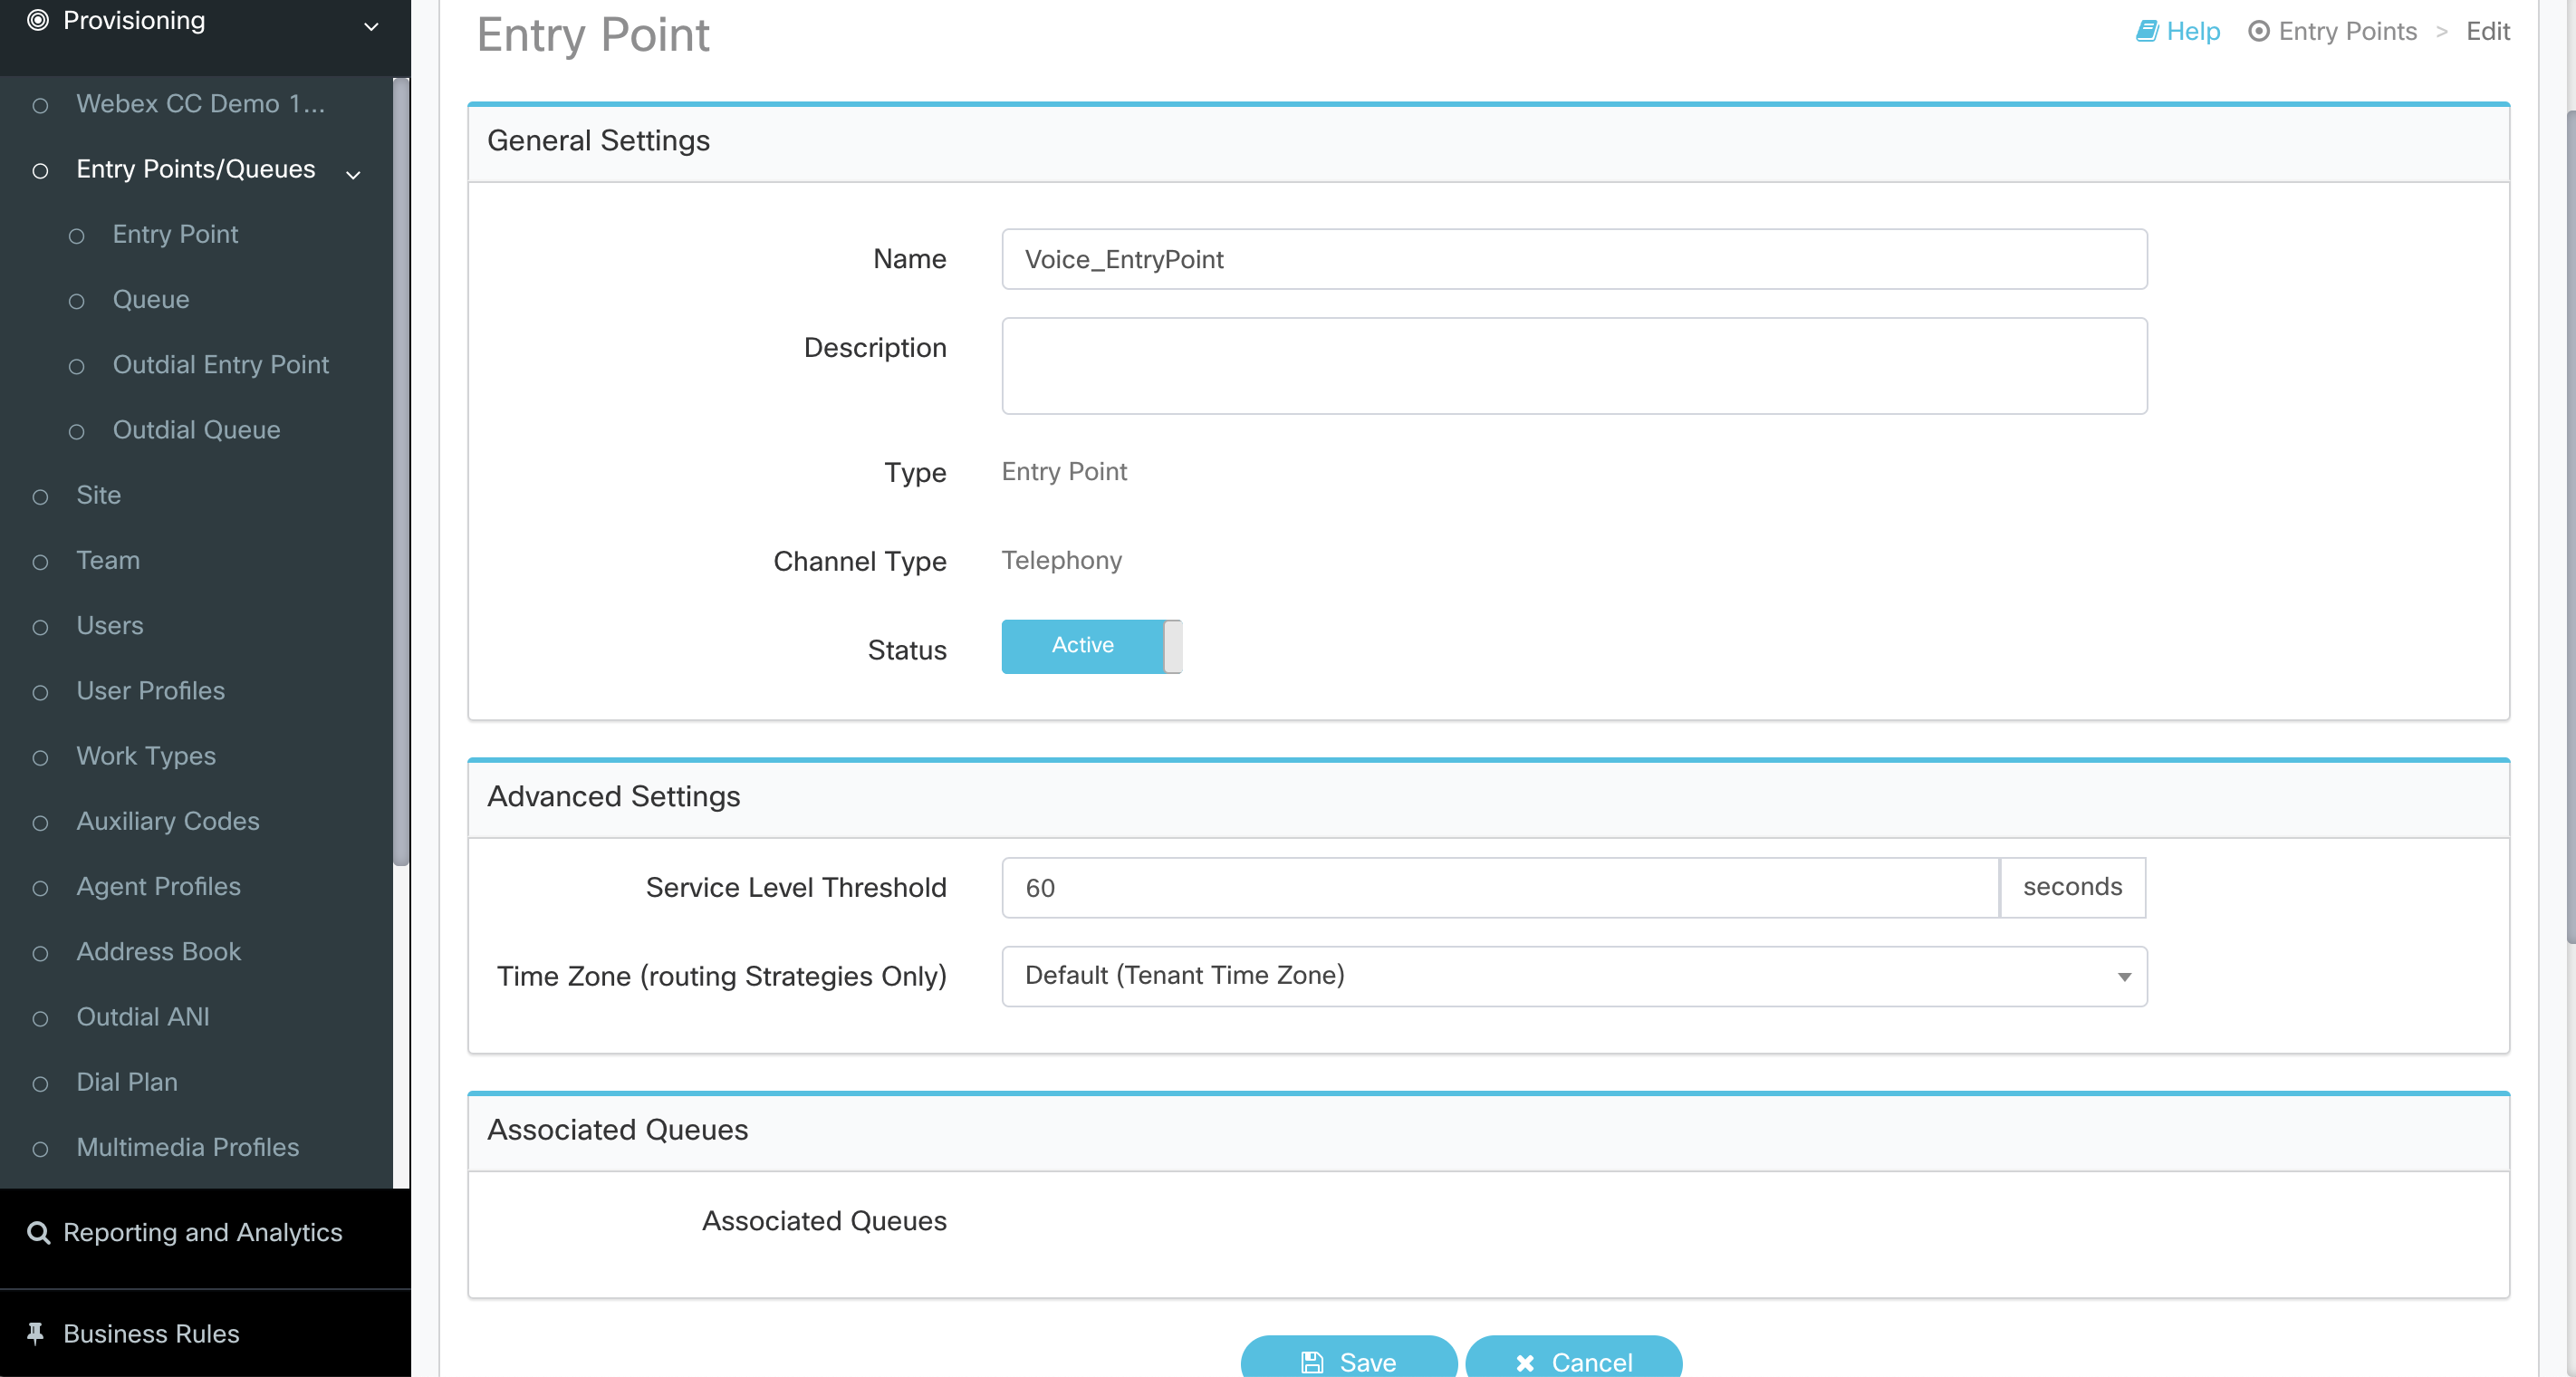 Provisioning
Webex CC Demo 1...
Entry Points/Queues
Entry Point
Queue
Outdial Entry Point
Outdial Queue
Site
Team
Users
User Profiles
Work Types
Auxiliary Codes
Agent Profiles
Address Book
Outdial ANI
Dial Plan
Multimedia Profiles
Reporting and Analytics
Business Rules
Entry Point
Help Entry Points > Edit
General Settings
Name Voice_EntryPoint
Description
Type Entry Point
Channel Type Telephony
Status Active
Advanced Settings
Service Level Threshold 60 seconds
Time Zone (routing Strategies Only) Default (Tenant Time Zone)
Associated Queues
Associated Queues
Save Cancel